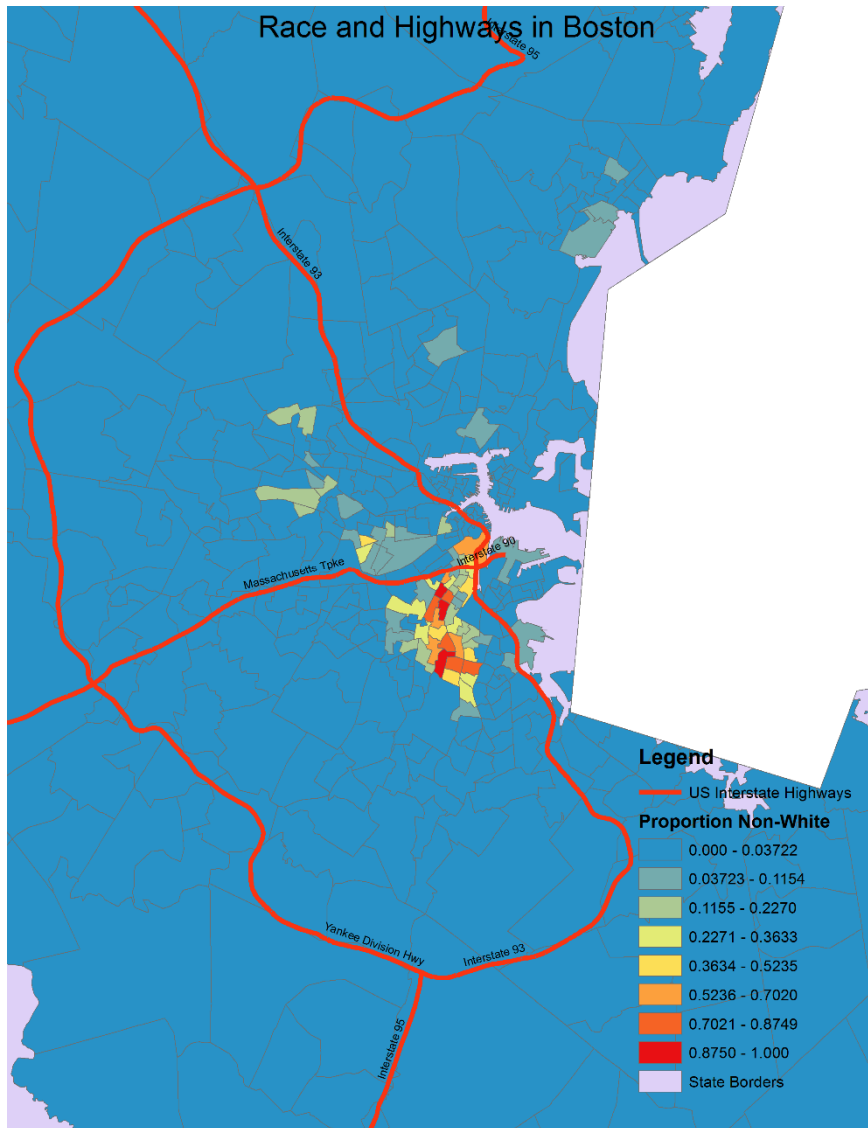 Race and Highways in Boston
Interstate 95
Interstate 93
Interstate 90
Massachusetts Tpke
Legend
US Interstate Highways
Proportion Non-White
0.000 - 0.03722
0.03723 - 0.1154
0.1155 - 0.2270
0.2271 - 0.3633
0.3634 - 0.5235
0.5236 - 0.7020
0.7021 - 0.8749
0.8750 - 1.000
State Borders
Yankee Division Hwy
Interstate 93
Interstate 95